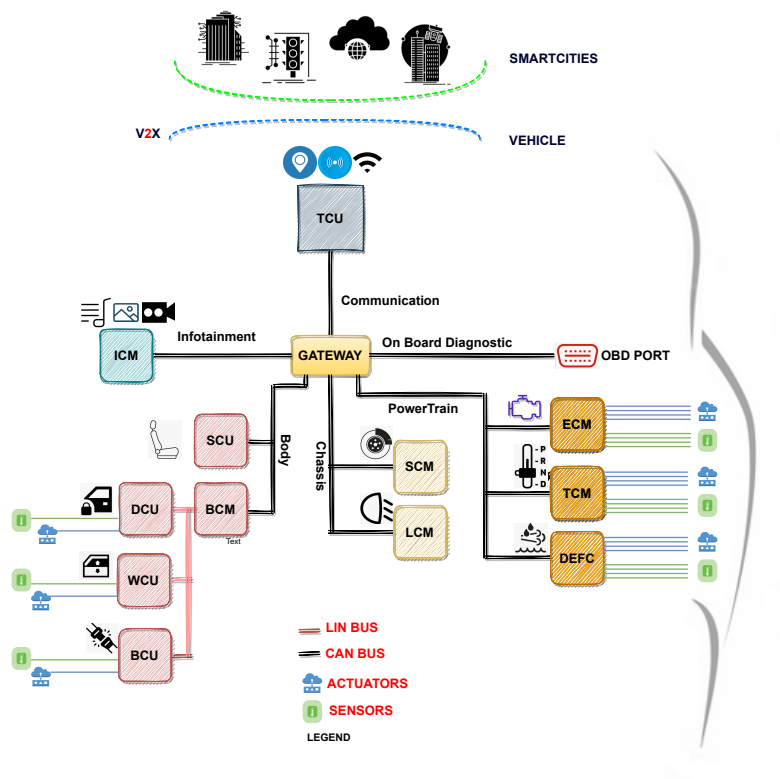 SMARTCITIES
V2X
VEHICLE
TCU
Communication
Infotainment
On Board Diagnostic
ICM
GATEWAY
OBD PORT
PowerTrain
SCU
Body
Chassis
SCM
ECM
P
R
N
D
TCM
DCU
BCM
Text
LCM
DEFC
WCU
BCU
LIN BUS
CAN BUS
ACTUATORS
SENSORS
LEGEND